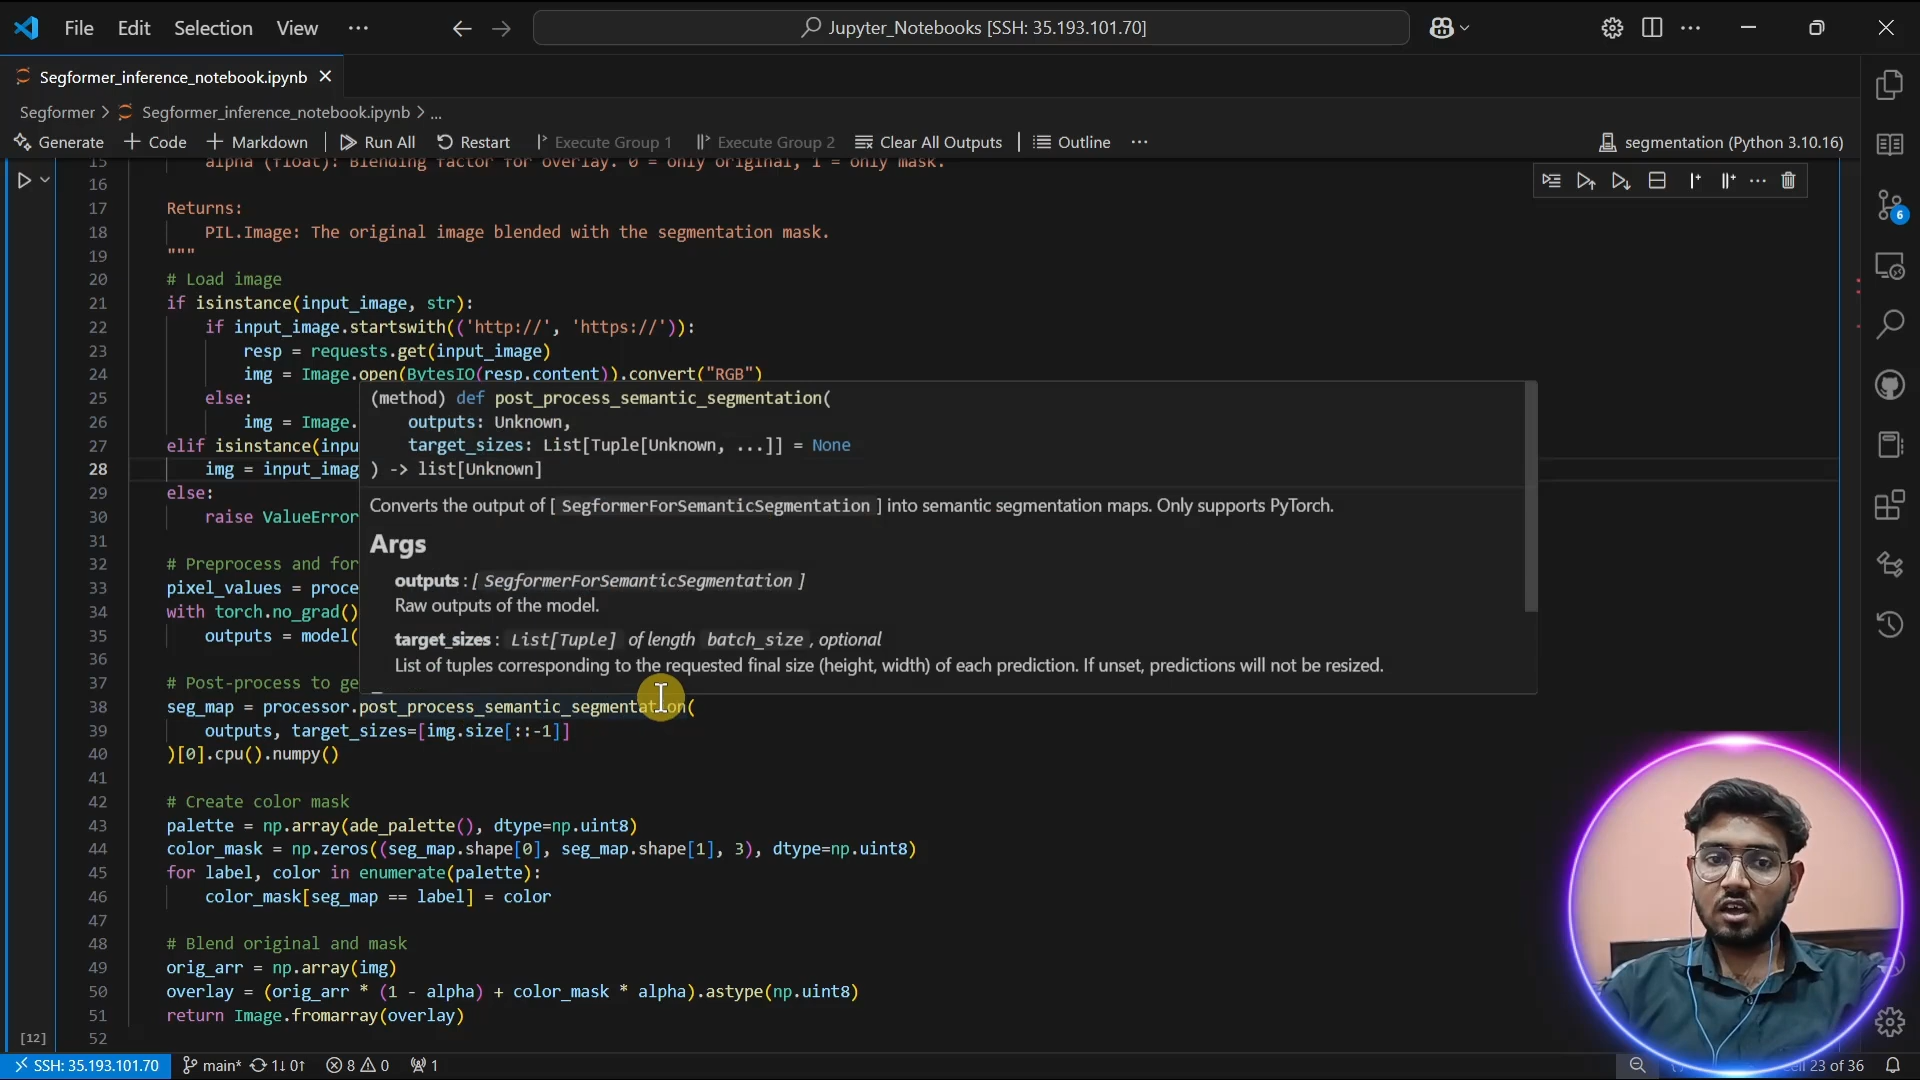 File Edit Selection View ···
Jupyter_Notebooks [SSH: 35.193.101.70]
Segformer_inference_notebook.ipynb
Segformer > Segformer_inference_notebook.ipynb > ...
Generate + Code + Markdown Run All Restart Execute Group 1 Execute Group 2 Clear All Outputs Outline ··· segmentation (Python 3.10.16)
15 alpha (float): Blending factor for overlay. 0 = only original, 1 = only mask.
16
17 Returns:
18 PIL.Image: The original image blended with the segmentation mask.
19 """
20 # Load image
21 if isinstance(input_image, str):
22 if input_image.startswith(('http://', 'https://')):
23 resp = requests.get(input_image)
24 img = Image.open(BytesIO(resp.content)).convert("RGB")
25 else:
26 img = Image.
27 elif isinstance(inpu
28 img = input_imag
29 else:
30 raise ValueError
31
32 # Preprocess and for
33 pixel_values = proce
34 with torch.no_grad()
35 outputs = model(
36
37 # Post-process to ge
38 seg_map = processor.post_process_semantic_segmentation(
39 outputs, target_sizes=[img.size[::-1]]
40 )[0].cpu().numpy()
41
42 # Create color mask
43 palette = np.array(ade_palette(), dtype=np.uint8)
44 color_mask = np.zeros((seg_map.shape[0], seg_map.shape[1], 3), dtype=np.uint8)
45 for label, color in enumerate(palette):
46 color_mask[seg_map == label] = color
47
48 # Blend original and mask
49 orig_arr = np.array(img)
50 overlay = (orig_arr * (1 - alpha) + color_mask * alpha).astype(np.uint8)
51 return Image.fromarray(overlay)
52
[12]
(method) def post_process_semantic_segmentation(
outputs: Unknown,
target_sizes: List[Tuple[Unknown, ...]] = None
) -> list[Unknown]
Converts the output of [ SegformerForSemanticSegmentation ] into semantic segmentation maps. Only supports PyTorch.
Args
outputs : [ SegformerForSemanticSegmentation ]
Raw outputs of the model.
target_sizes : List[Tuple] of length batch_size , optional
List of tuples corresponding to the requested final size (height, width) of each prediction. If unset, predictions will not be resized.
6
SSH: 35.193.101.70 main* 1↓ 0↑ 8 0 1 23 of 36